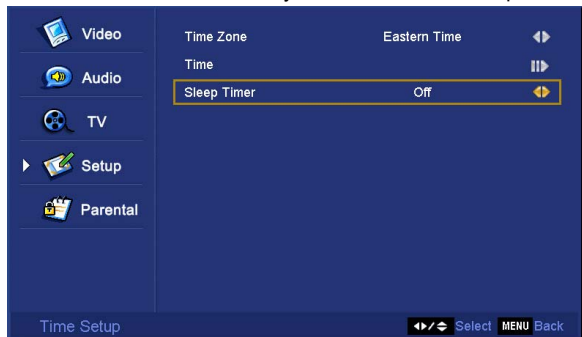 Video
Audio
TV
Setup
Parental
Time Zone Eastern Time
Time
Sleep Timer Off
Time Setup
Select MENU Back